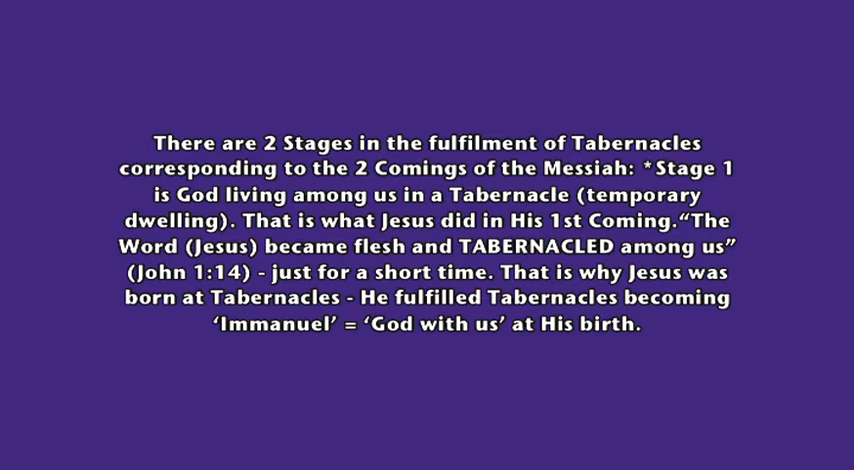 There are 2 Stages in the fulfilment of Tabernacles
corresponding to the 2 Comings of the Messiah: *Stage 1
is God living among us in a Tabernacle (temporary
dwelling). That is what Jesus did in His 1st Coming.“The
Word (Jesus) became flesh and TABERNACLED among us”
(John 1:14) - just for a short time. That is why Jesus was
born at Tabernacles - He fulfilled Tabernacles becoming
‘Immanuel’ = ‘God with us’ at His birth.